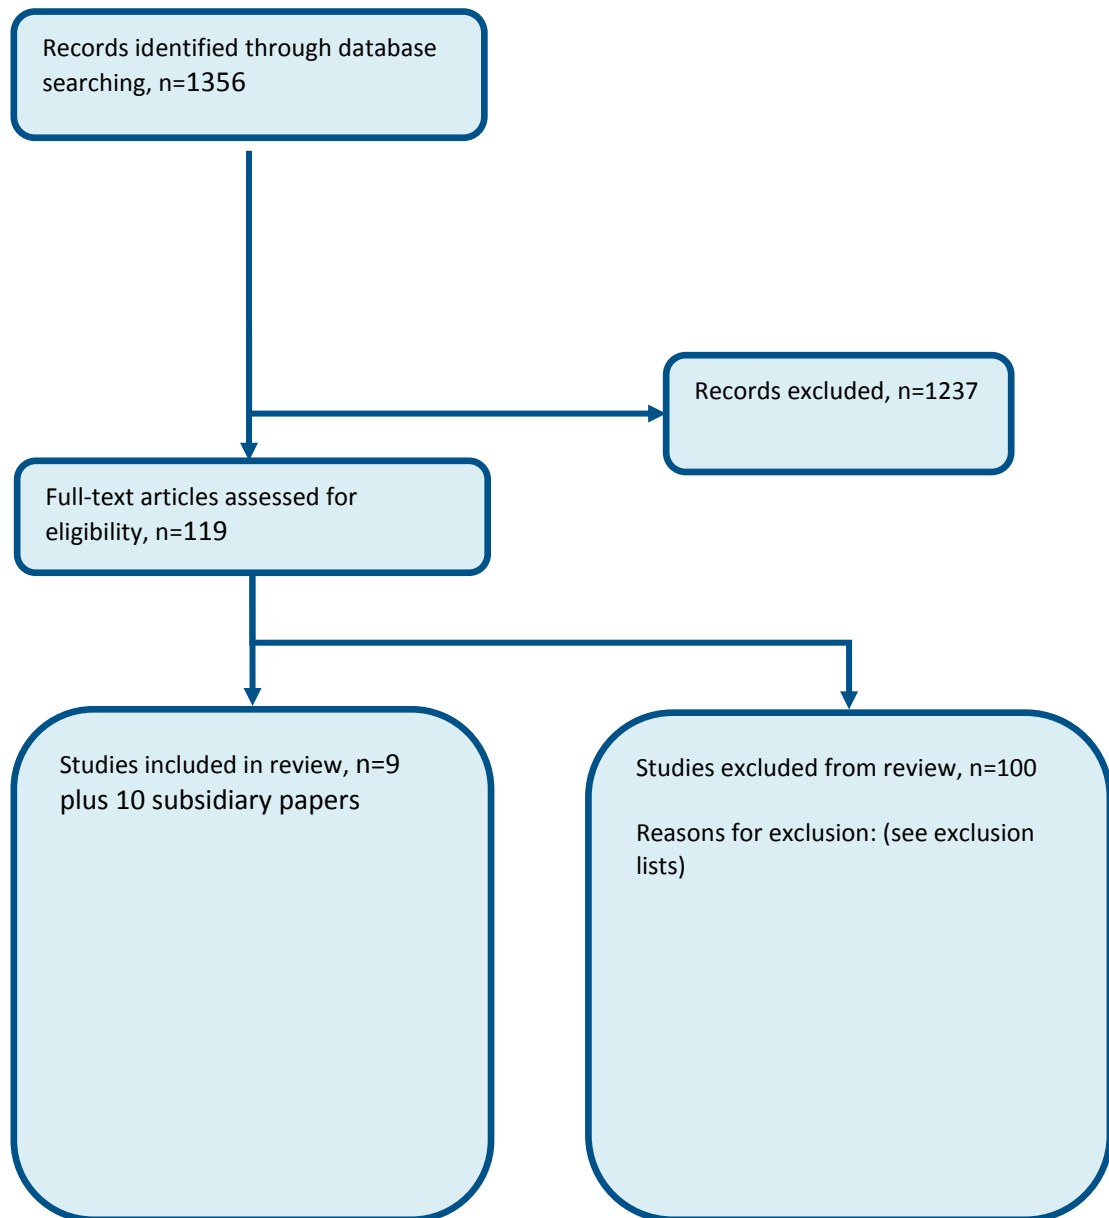 Records identified through database
searching, n=1356
Records excluded, n=1237
Full-text articles assessed for
eligibility, n=119
Studies included in review, n=9
plus 10 subsidiary papers
Studies excluded from review, n=100
Reasons for exclusion: (see exclusion
lists)